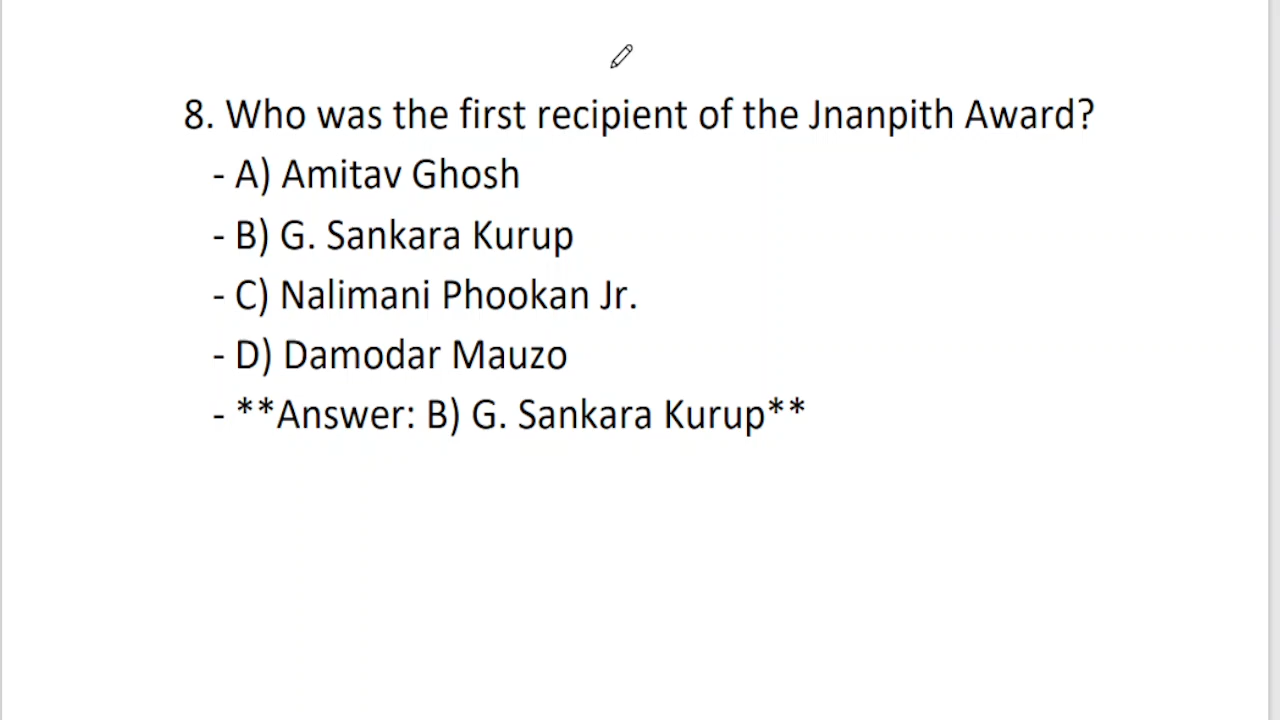 8. Who was the first recipient of the Jnanpith Award?
- A) Amitav Ghosh
- B) G. Sankara Kurup
- C) Nalimani Phookan Jr.
- D) Damodar Mauzo
- **Answer: B) G. Sankara Kurup**